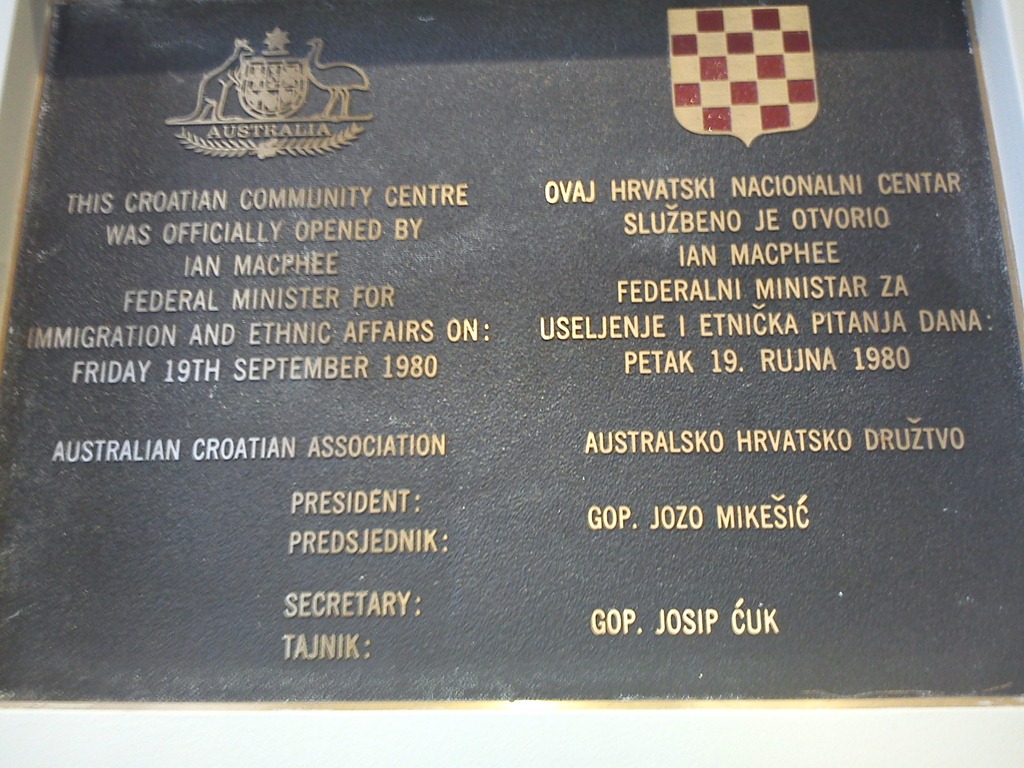 AUSTRALIA
THIS CROATIAN COMMUNITY CENTRE
WAS OFFICIALLY OPENED BY
IAN MACPHEE
FEDERAL MINISTER FOR
IMMIGRATION AND ETHNIC AFFAIRS ON:
FRIDAY 19TH SEPTEMBER 1980
OVAJ HRVATSKI NACIONALNI CENTAR
SLUŽBENO JE OTVORIO
IAN MACPHEE
FEDERALNI MINISTAR ZA
USELJENJE I ETNIČKA PITANJA DANA:
PETAK 19. RUJNA 1980
AUSTRALIAN CROATIAN ASSOCIATION
AUSTRALSKO HRVATSKO DRUŽTVO
PRESIDENT:
PREDSJEDNIK:
GOP. JOZO MIKEŠIĆ
SECRETARY:
TAJNIK:
GOP. JOSIP ĆUK